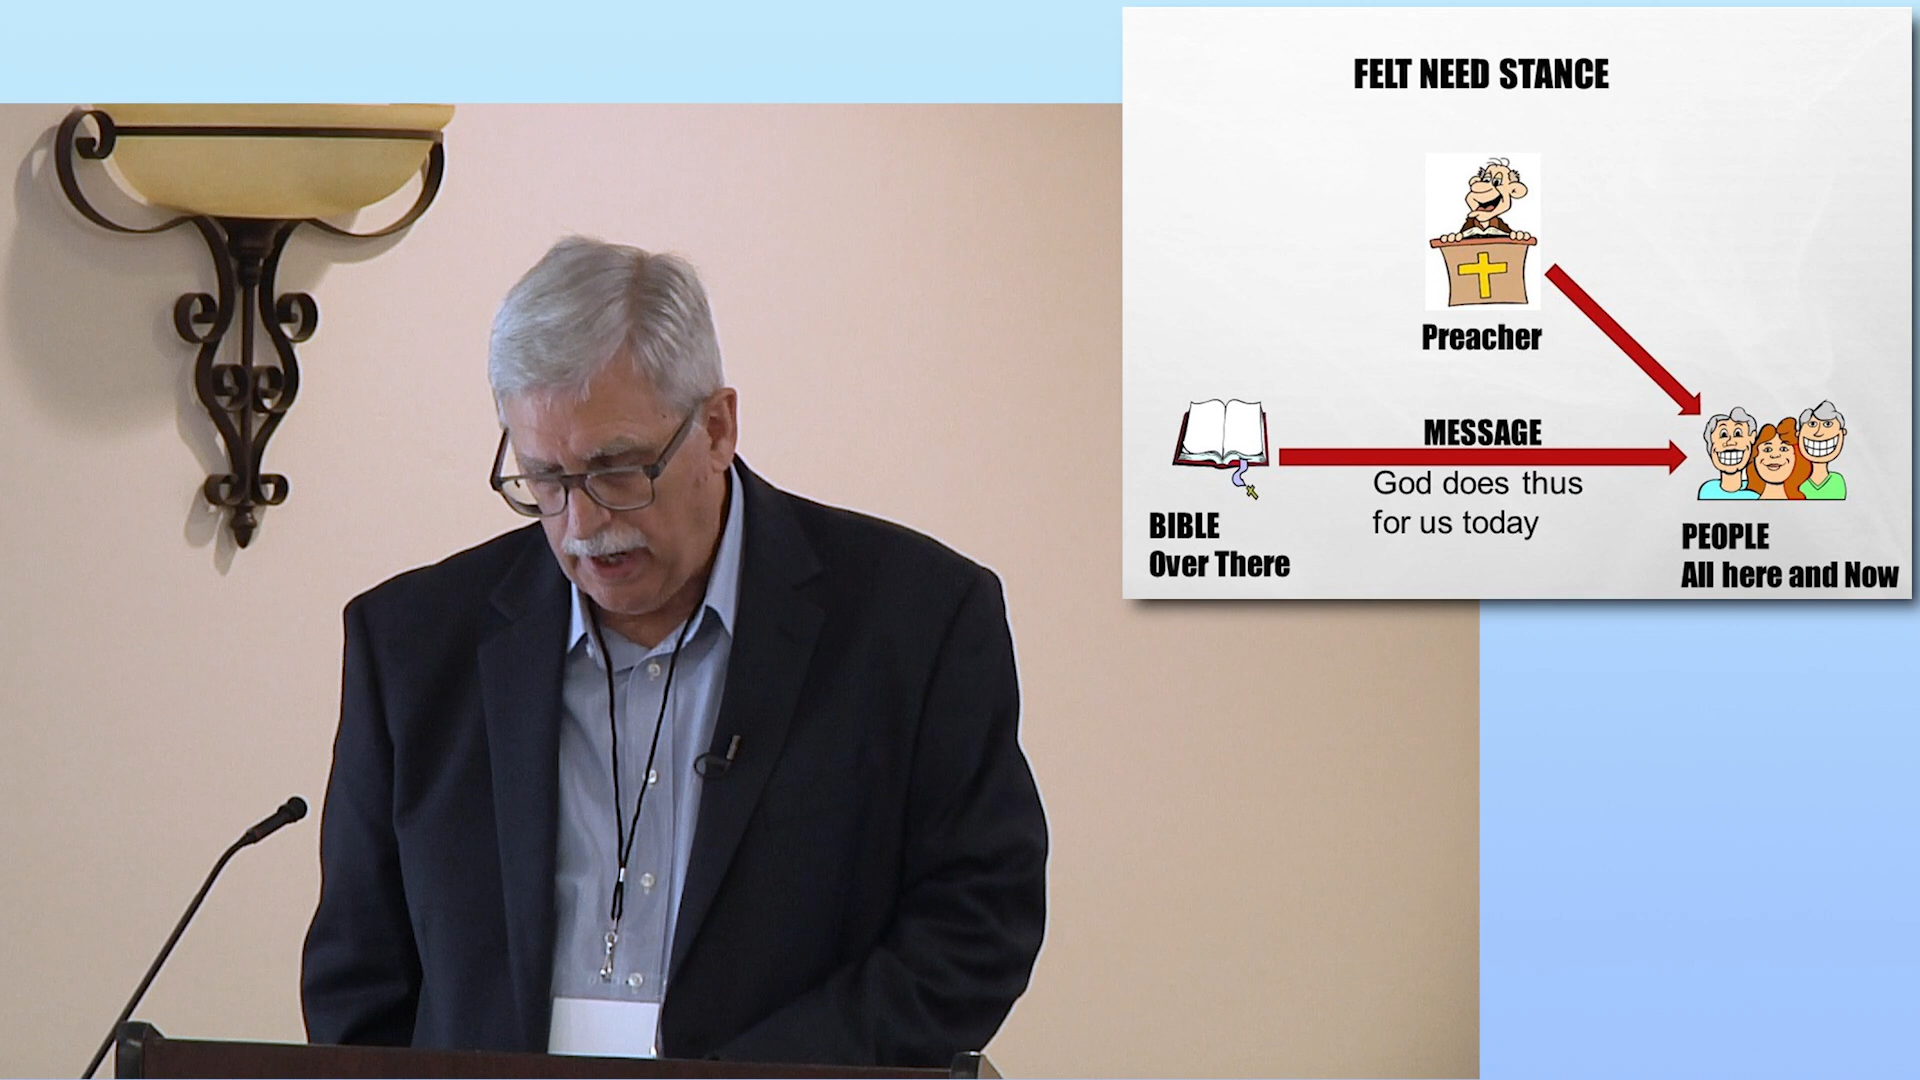 FELT NEED STANCE
Preacher
MESSAGE
God does thus
for us today
BIBLE
Over There
PEOPLE
All here and Now